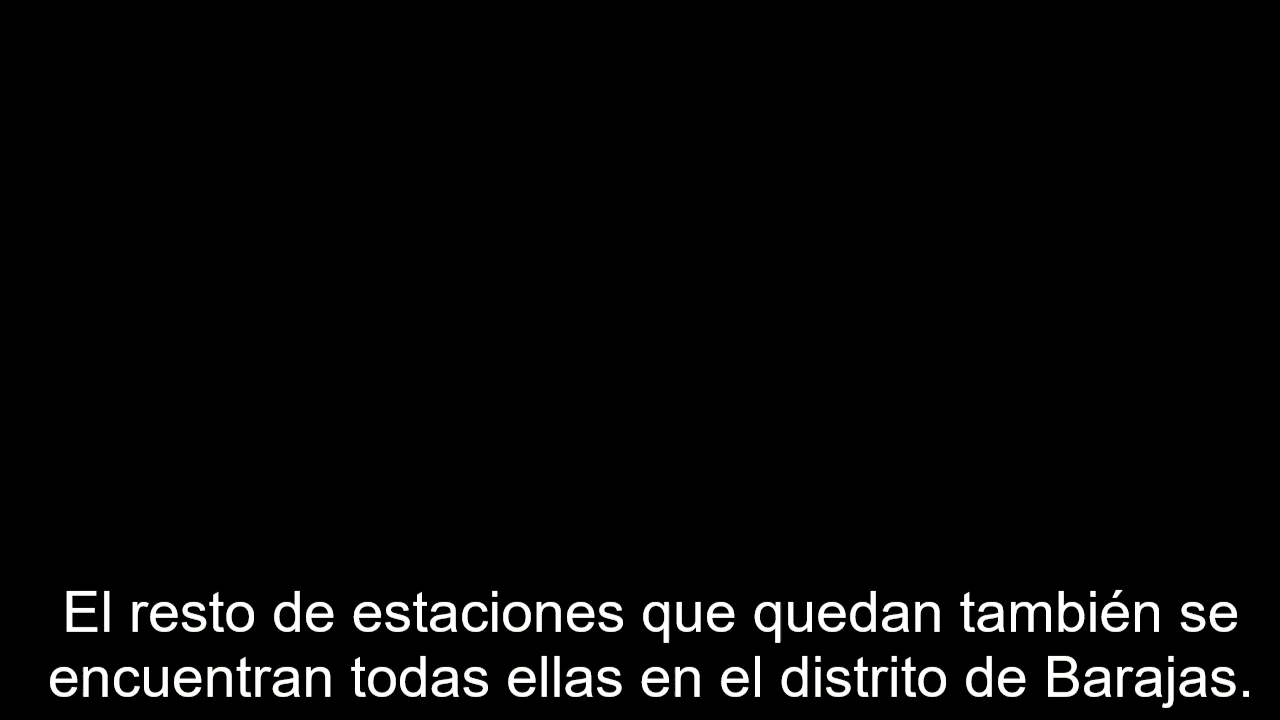 El resto de estaciones que quedan también se
encuentran todas ellas en el distrito de Barajas.